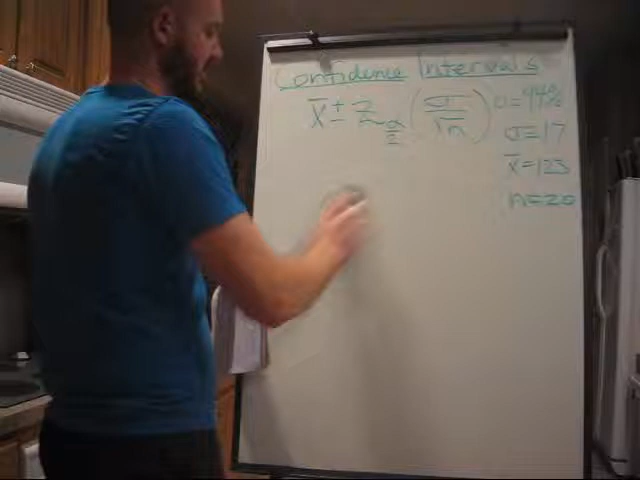 Confidence Intervals
x̄ ± z α/2 (σ/√n)
= 94%
σ = 17
x̄ = 123
n = 20